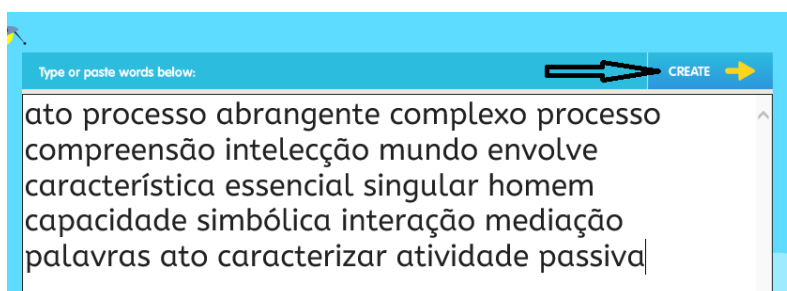 Type or paste words below:
CREATE
ato processo abrangente complexo processo
compreensão intelecção mundo envolve
característica essencial singular homem
capacidade simbólica interação mediação
palavras ato caracterizar atividade passiva